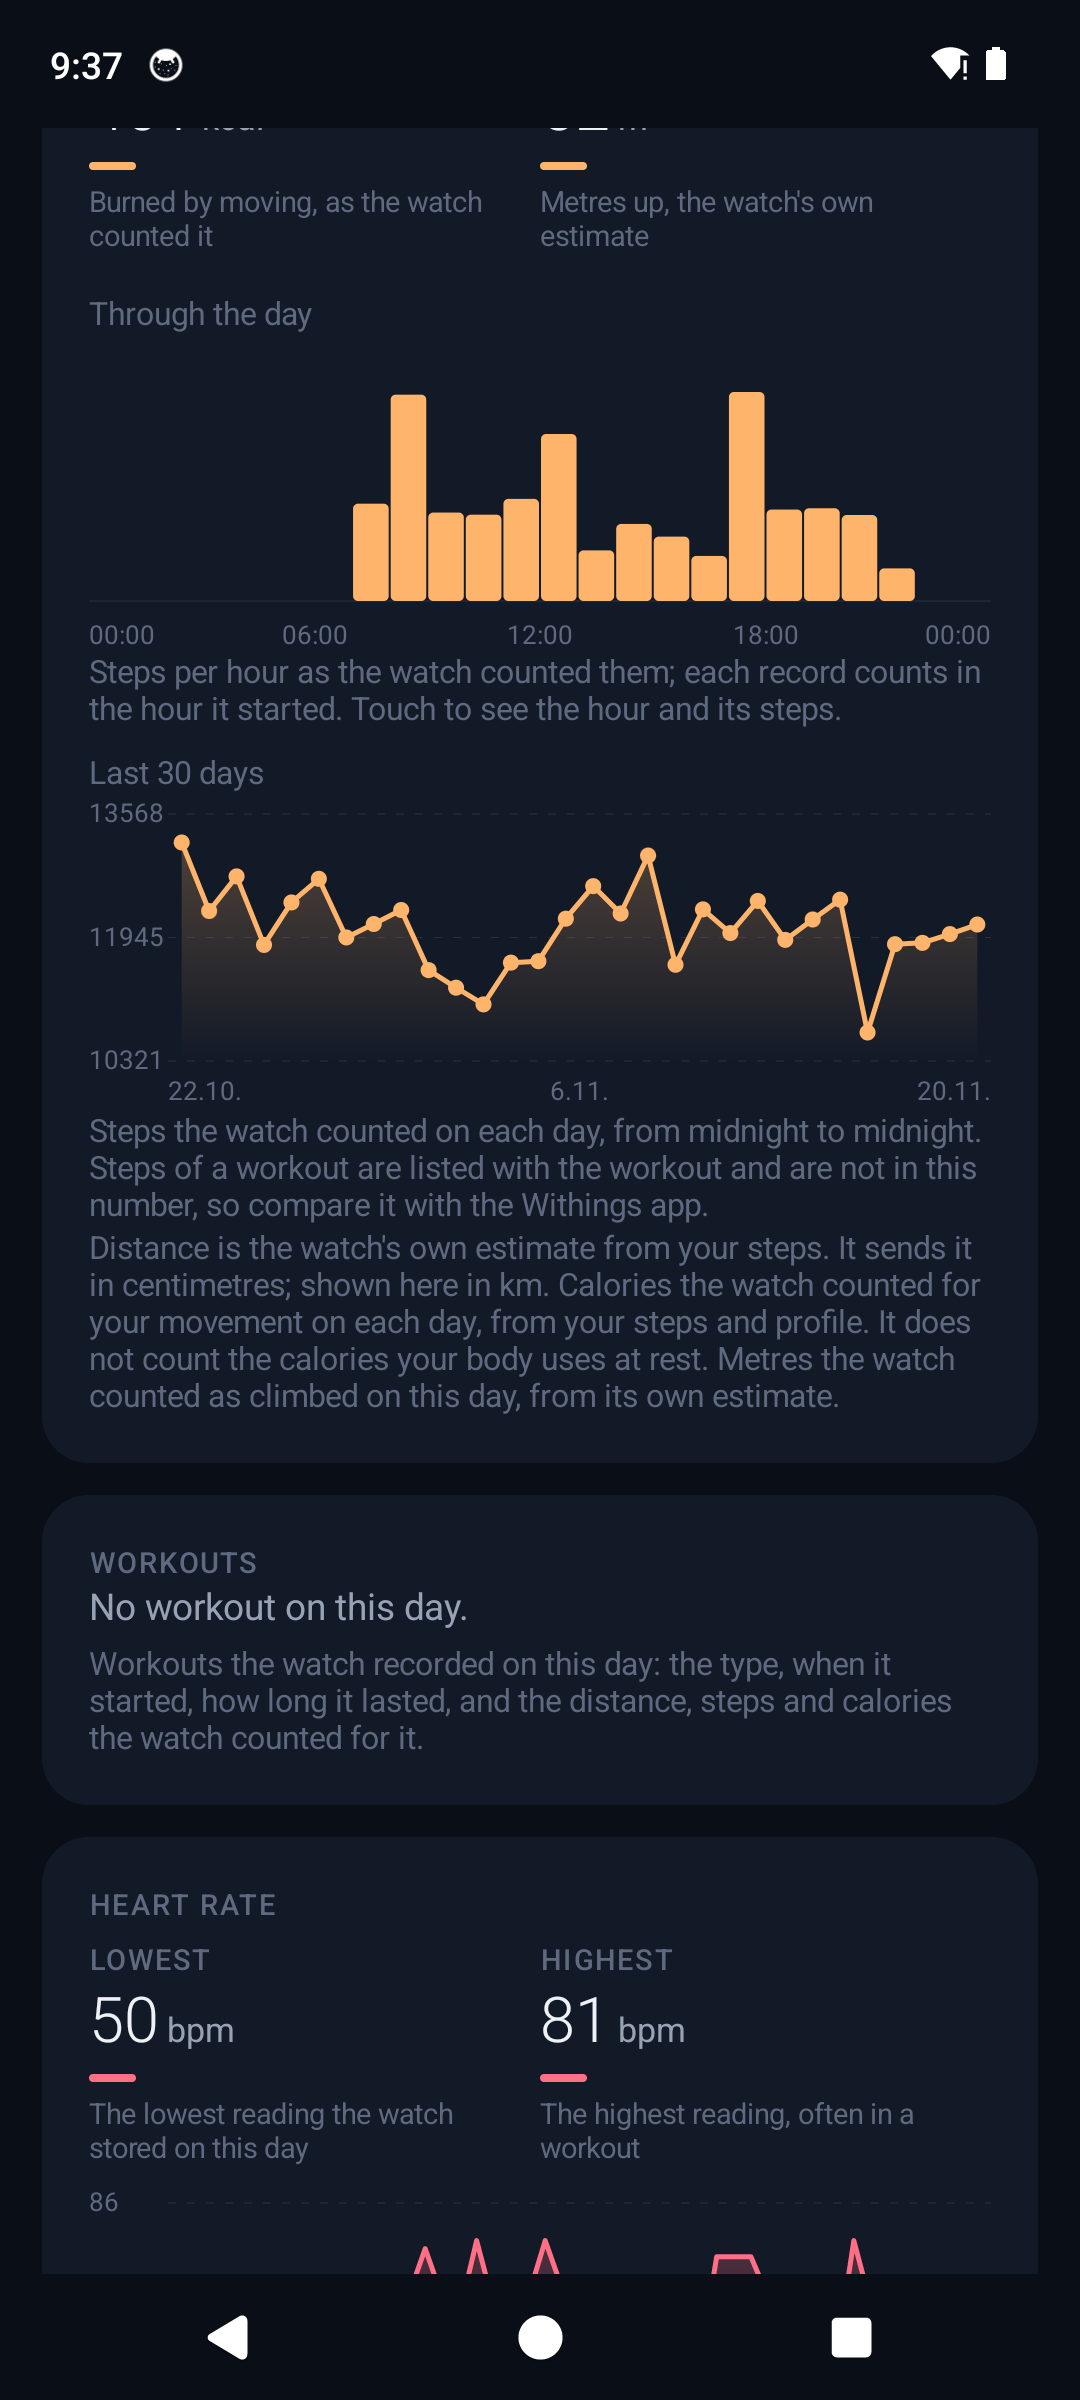 9:37
Burned by moving, as the watch
counted it
Metres up, the watch's own
estimate
Through the day
00:00 06:00 12:00 18:00 00:00
Steps per hour as the watch counted them; each record counts in
the hour it started. Touch to see the hour and its steps.
Last 30 days
13568
11945
10321
22.10. 6.11. 20.11.
Steps the watch counted on each day, from midnight to midnight.
Steps of a workout are listed with the workout and are not in this
number, so compare it with the Withings app.
Distance is the watch's own estimate from your steps. It sends it
in centimetres; shown here in km. Calories the watch counted for
your movement on each day, from your steps and profile. It does
not count the calories your body uses at rest. Metres the watch
counted as climbed on this day, from its own estimate.
WORKOUTS
No workout on this day.
Workouts the watch recorded on this day: the type, when it
started, how long it lasted, and the distance, steps and calories
the watch counted for it.
HEART RATE
LOWEST
50 bpm
The lowest reading the watch
stored on this day
HIGHEST
81 bpm
The highest reading, often in a
workout
86